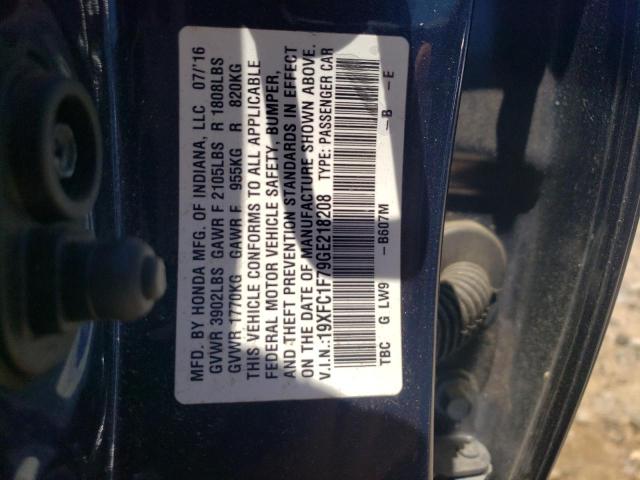 MFD. BY HONDA MFG. OF INDIANA, LLC 07/'16
GVWR 3902LBS GAWR F 2105LBS R 1808LBS
GVWR 1770KG GAWR F 955KG R 820KG
THIS VEHICLE CONFORMS TO ALL APPLICABLE
FEDERAL MOTOR VEHICLE SAFETY, BUMPER,
AND THEFT PREVENTION STANDARDS IN EFFECT
ON THE DATE OF MANUFACTURE SHOWN ABOVE.
V.I.N.:19XFC1F79GE218208 TYPE: PASSENGER CAR
TBC G LW9 –B607M –B –E